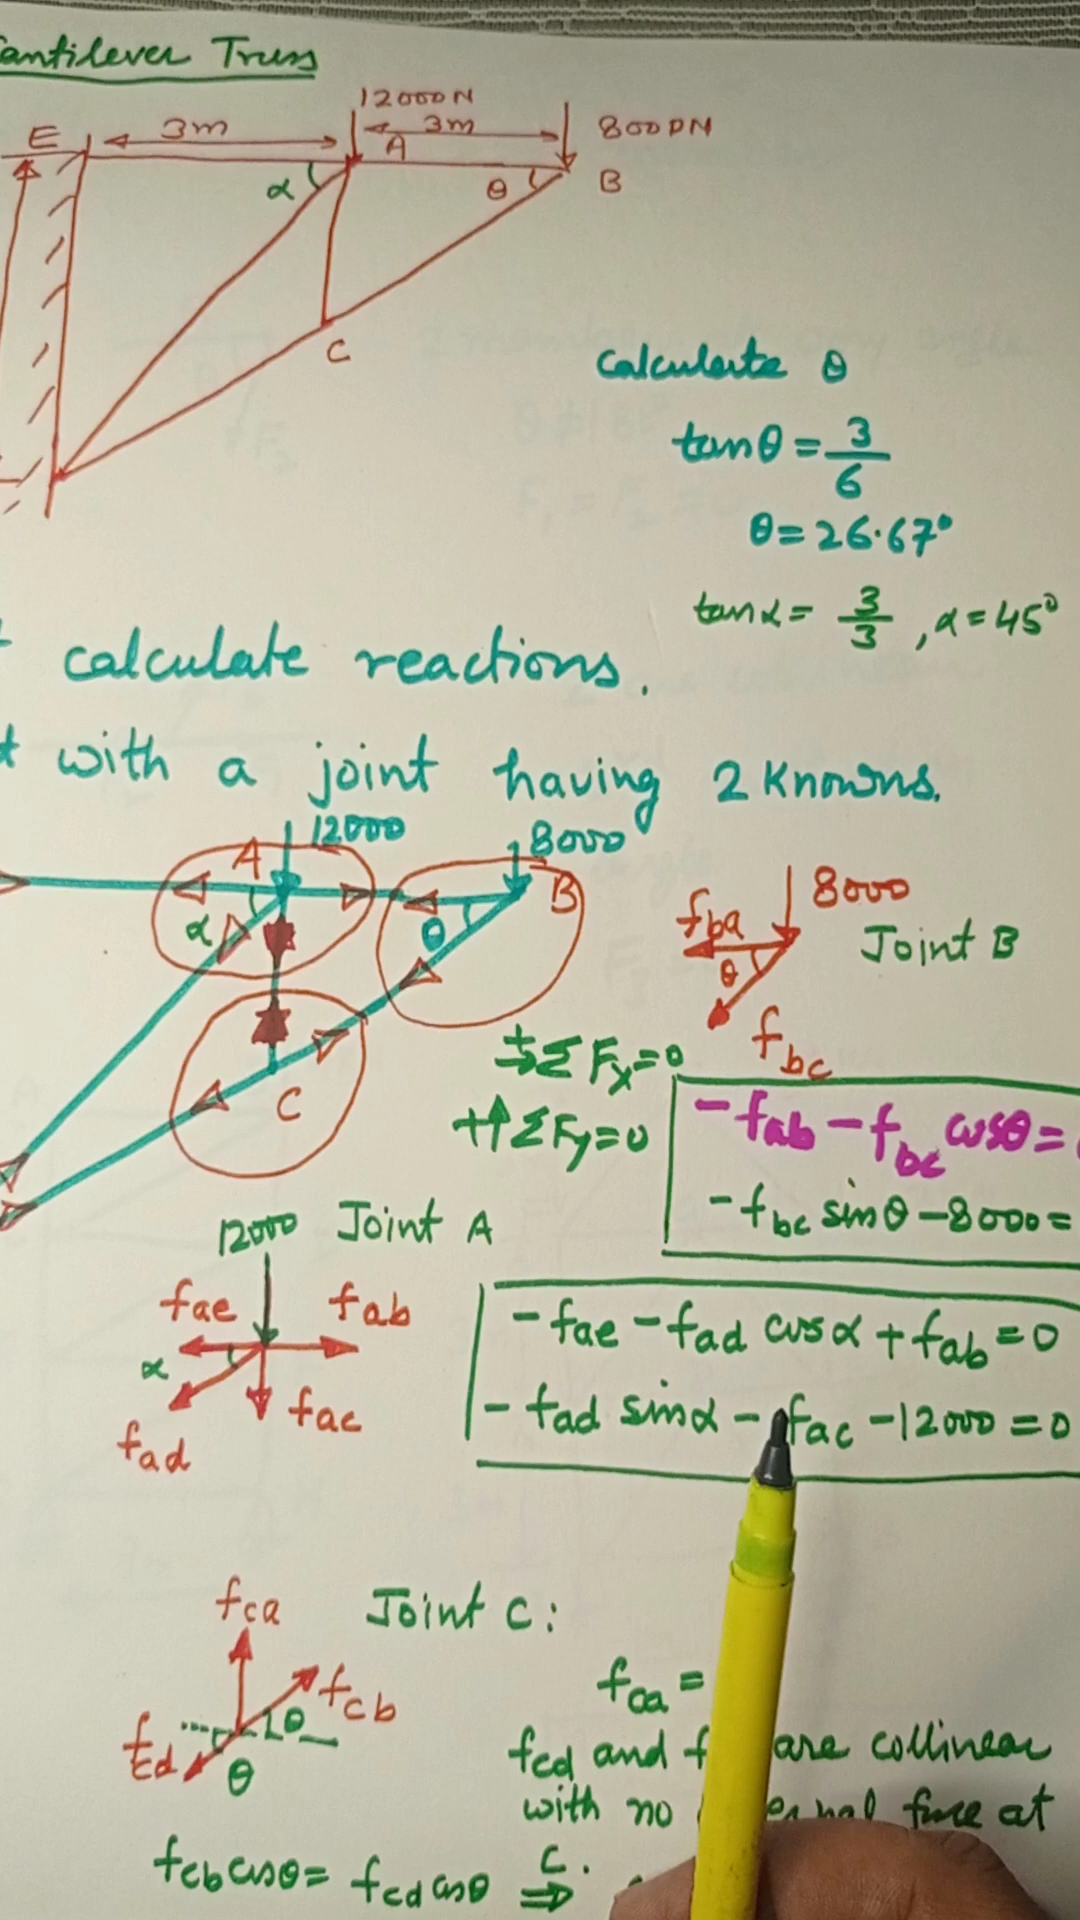 antilever Truss
12000N
E 3m 3m 8000N
A
α θ B
C
Calculate θ
tanθ = 3/6
θ = 26.67°
tanα = 3/3 , α = 45°
calculate reactions.
with a joint having 2 Knowns.
12000 8000
A B
α θ
C
8000
fba Joint B
θ
fbc
→+ ΣFx = 0
+↑ ΣFy = 0
-fab - fbc cosθ =
-fbc sinθ - 8000 =
12000 Joint A
fae fab
α
fac
fad
-fae - fad cosα + fab = 0
- fad sinα - fac - 12000 = 0
fca Joint C:
fcb
θ
fcd
θ
fca =
fcd and f are collinear
with no force at
C.
fcb cosθ = fcd cosθ ⇒